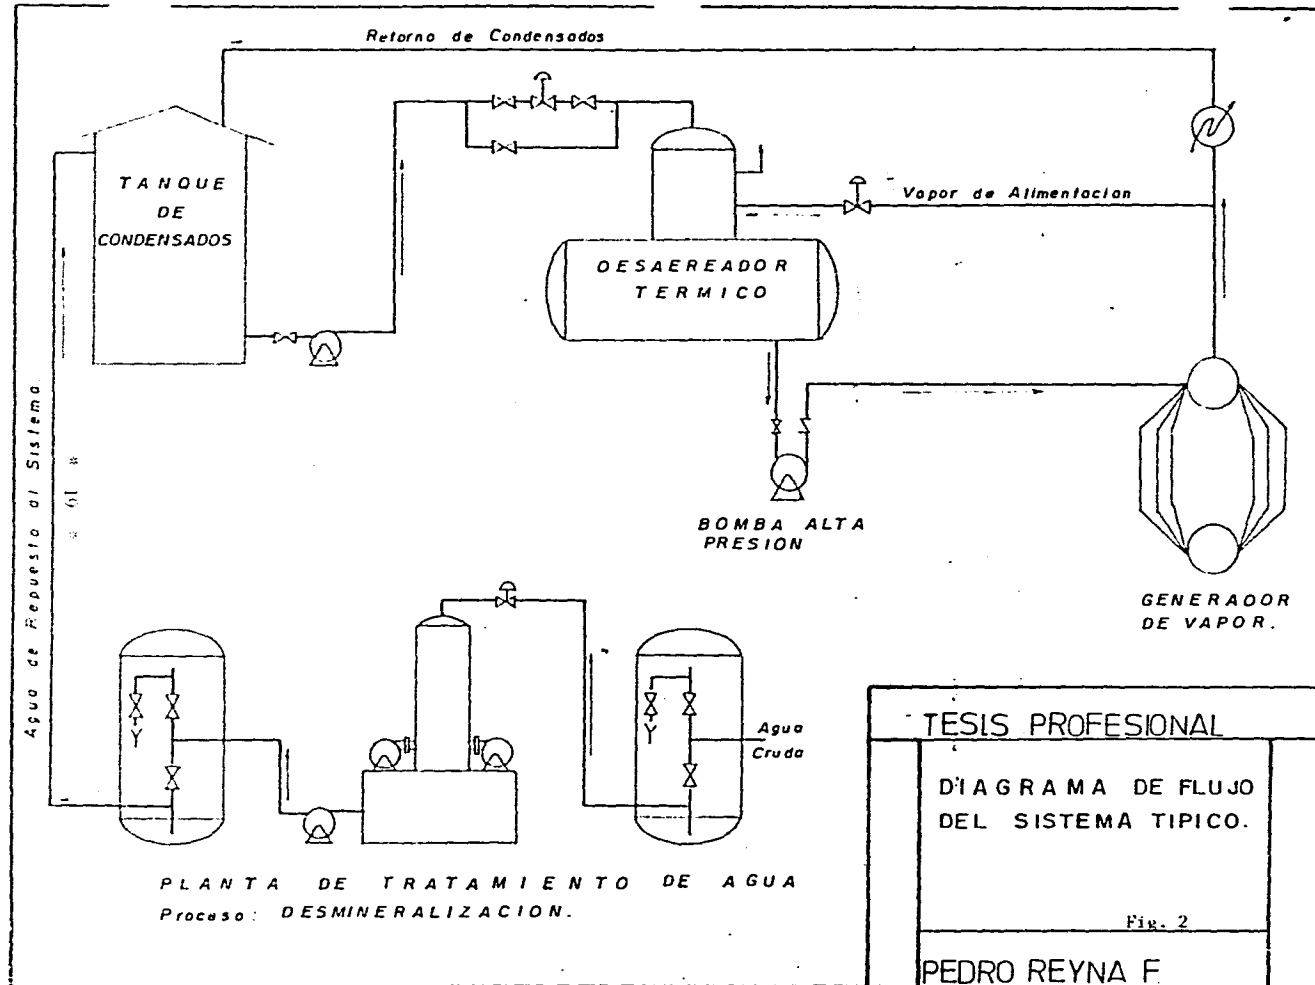 Retorno de Condensados
TANQUE
DE
CONDENSADOS
Vapor de Alimentacion
DESAEREADOR
TERMICO
Agua de Repuesto al Sistema
* 19 *
BOMBA ALTA
PRESION
GENERADOR
DE VAPOR.
Agua
Cruda
PLANTA DE TRATAMIENTO DE AGUA
Proceso: DESMINERALIZACION.
TESIS PROFESIONAL
DIAGRAMA DE FLUJO
DEL SISTEMA TIPICO.
Fig. 2
PEDRO REYNA F.